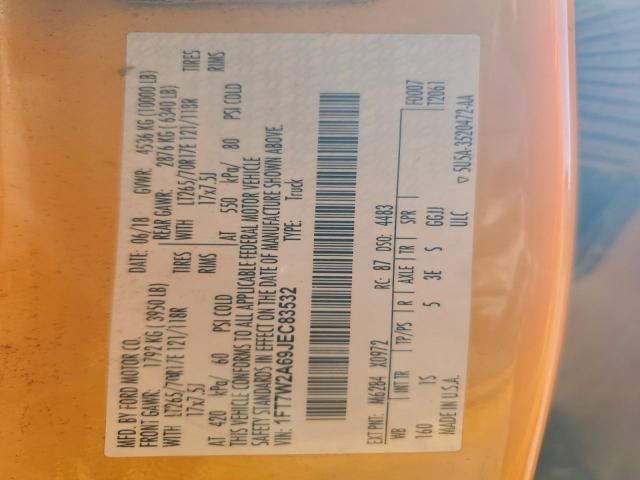 MFD. BY FORD MOTOR CO.
DATE: 06/18 GVWR: 4536 KG (10000 LB)
FRONT GAWR: 1792 KG (3950 LB) REAR GAWR: 2876 KG (6340 LB)
WITH LT265/70R17E 121/118R TIRES WITH LT265/70R17E 121/118R TIRES
17x7.5J RIMS 17x7.5J RIMS
AT 420 kPa/ 60 PSI COLD AT 550 kPa/ 80 PSI COLD
THIS VEHICLE CONFORMS TO ALL APPLICABLE FEDERAL MOTOR VEHICLE
SAFETY STANDARDS IN EFFECT ON THE DATE OF MANUFACTURE SHOWN ABOVE.
VIN: 1FT7W2A69JEC83532 TYPE: Truck
F0007
T2061
EXT PNT: M6284 X0972 RC: 87 DSO: 4483
WB INT TR TP/PS R AXLE TR SPR
160 1S 5 3E S GGJJ
MADE IN U.S.A. ULC
▽ 5U5A-3520472-AA